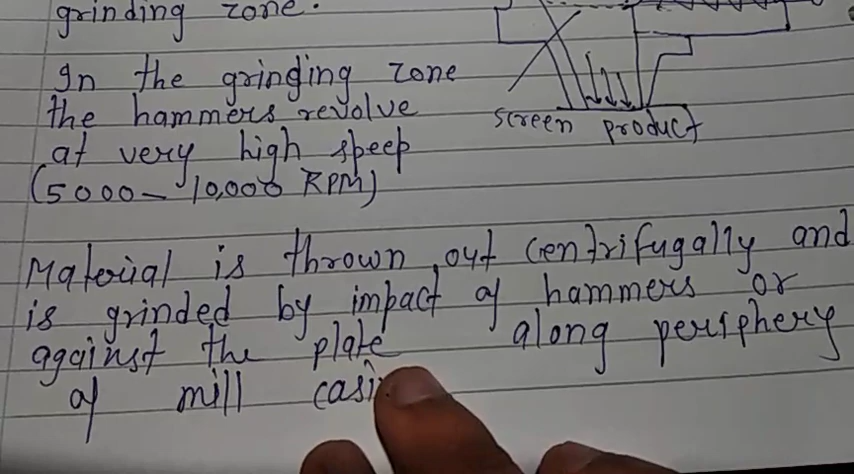 grinding zone.
In the grinding zone
the hammers revolve
at very high speep
(5000 - 10,000 RPM)
screen product
Material is thrown out centrifugally and
is grinded by impact of hammers or
against the plate along periphery
of mill casi